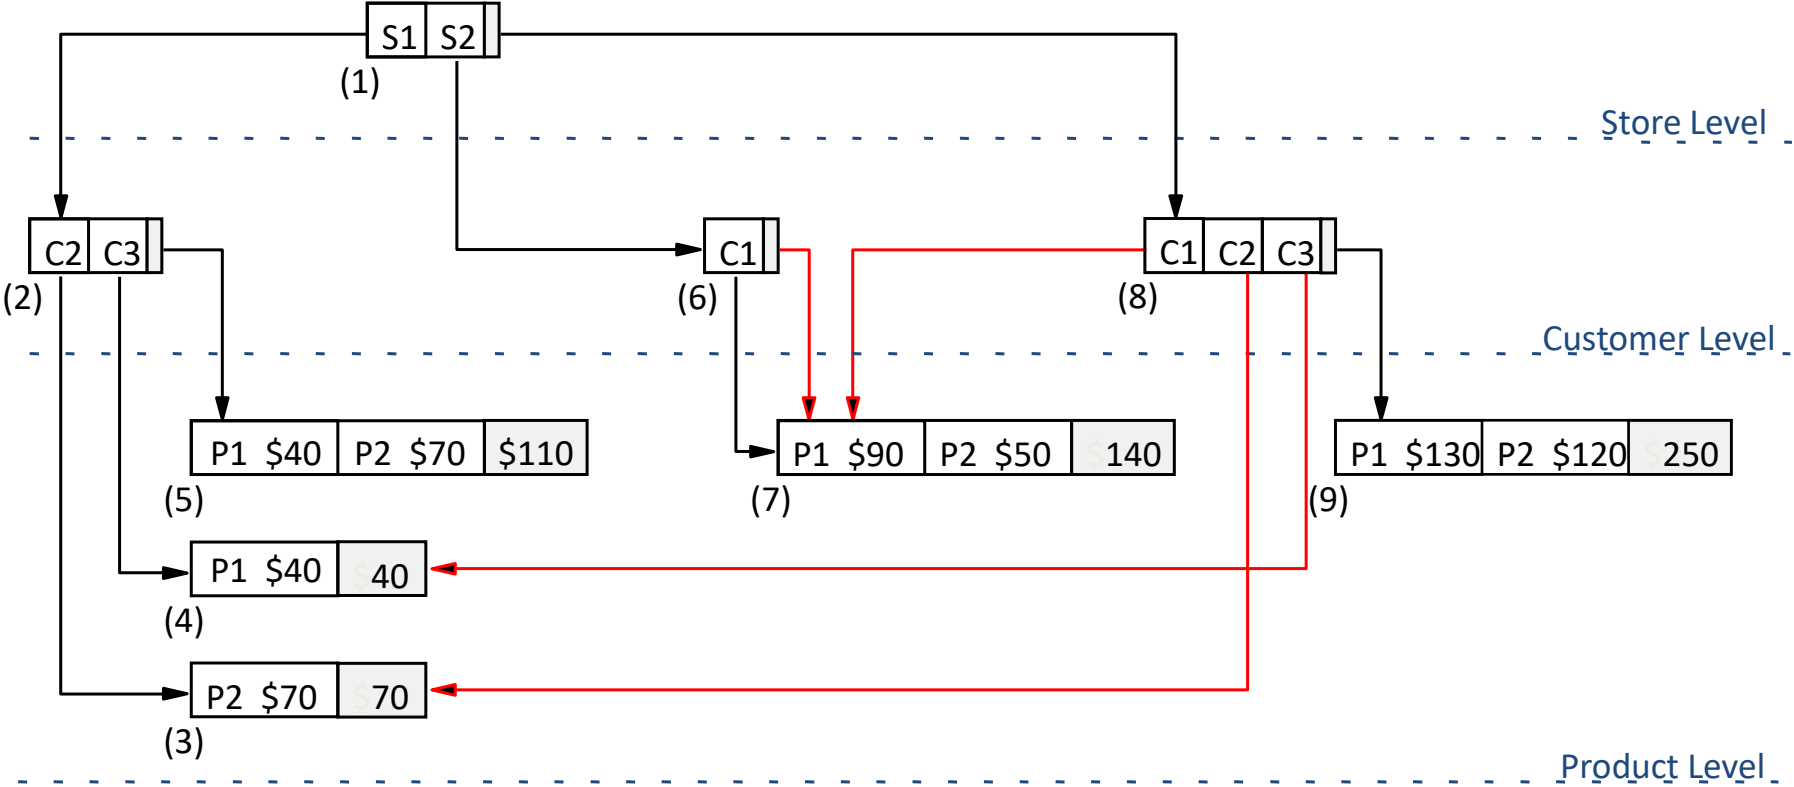 S1 S2
(1)
Store Level
C2 C3
C1
C1 C2 C3
(2)
(6)
(8)
Customer Level
P1 $40 P2 $70 $110
P1 $90 P2 $50 $140
P1 $130 P2 $120 $250
(5)
(7)
(9)
P1 $40 $40
(4)
P2 $70 $70
(3)
Product Level